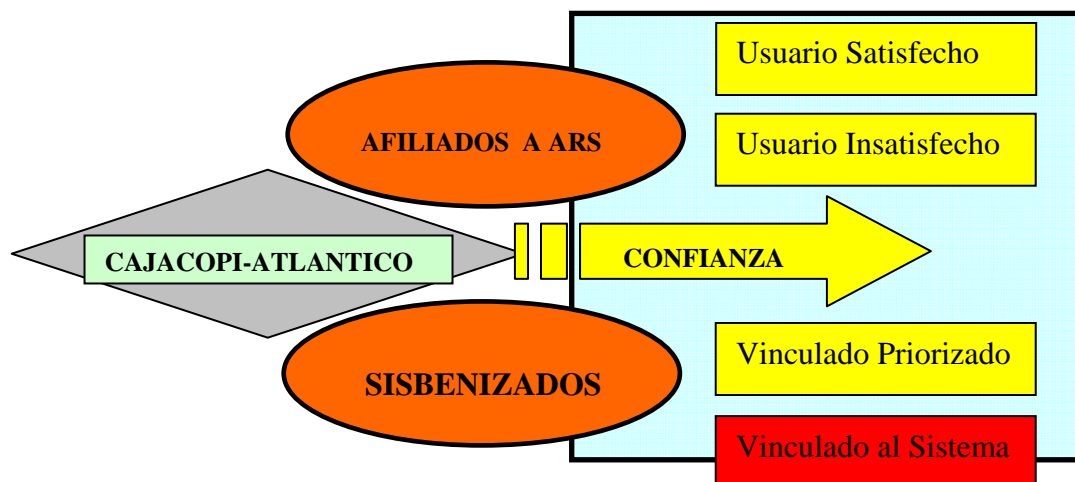 Usuario Satisfecho
AFILIADOS A ARS
Usuario Insatisfecho
CAJACOPI-ATLANTICO
CONFIANZA
Vinculado Priorizado
SISBENIZADOS
Vinculado al Sistema